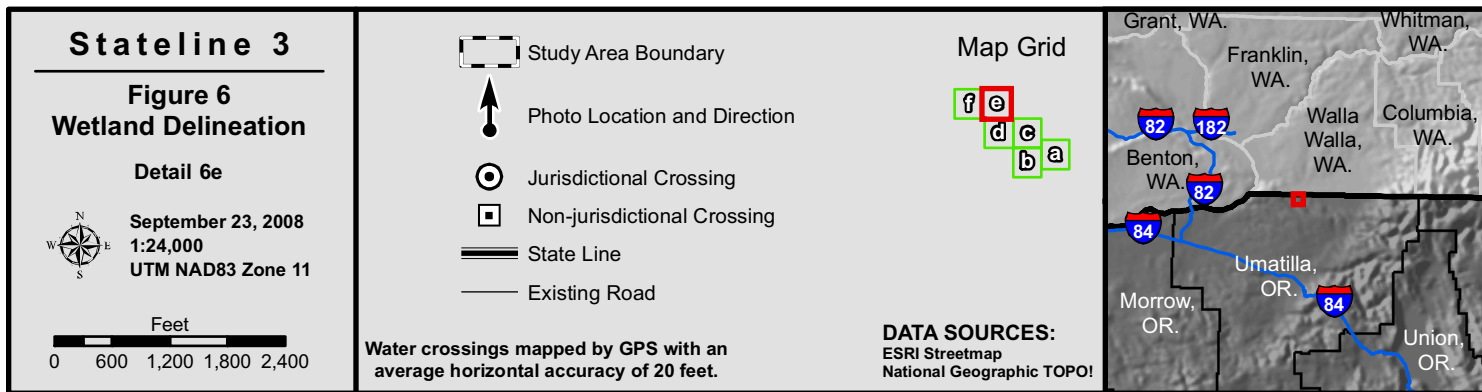 Stateline 3
Figure 6
Wetland Delineation
Detail 6e
N
W E
S
September 23, 2008
1:24,000
UTM NAD83 Zone 11
Feet
0 600 1,200 1,800 2,400
Study Area Boundary
Photo Location and Direction
Jurisdictional Crossing
Non-jurisdictional Crossing
State Line
Existing Road
Water crossings mapped by GPS with an
average horizontal accuracy of 20 feet.
Map Grid
f e
d c
b a
DATA SOURCES:
ESRI Streetmap
National Geographic TOPO!
Grant, WA.
Whitman,
WA.
Franklin,
WA.
Walla
Walla,
WA.
Columbia,
WA.
82
182
Benton,
WA.
82
84
Umatilla,
OR.
Morrow,
OR.
84
Union,
OR.